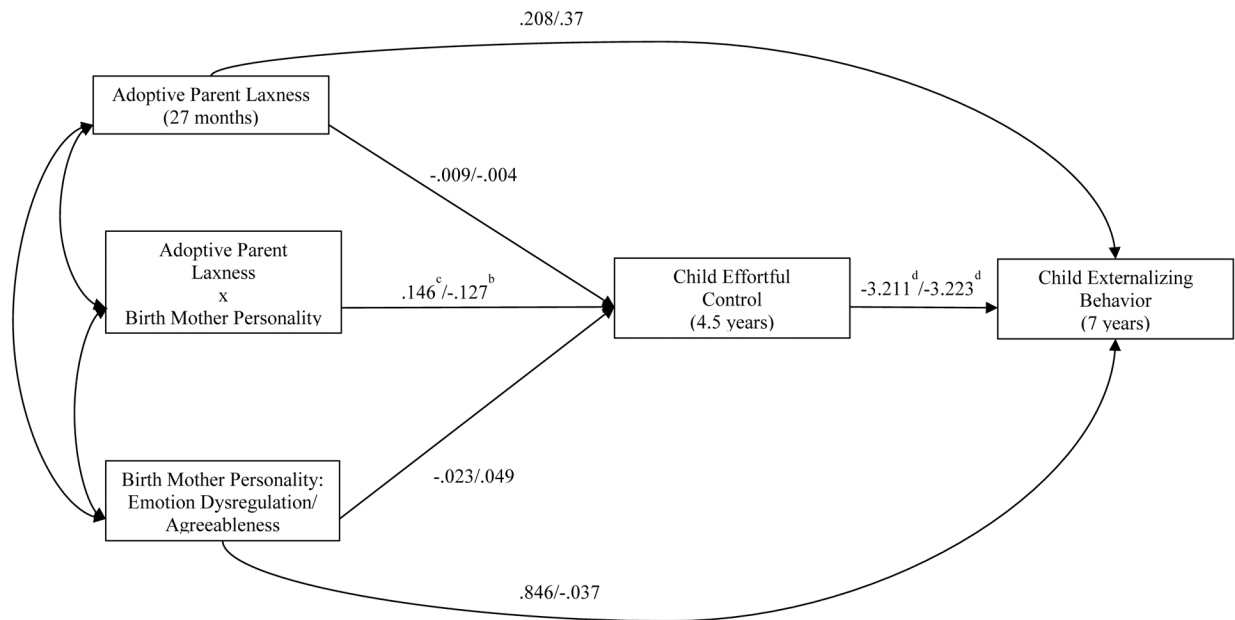 .208/.37
Adoptive Parent Laxness
(27 months)
-.009/-.004
Adoptive Parent
Laxness
x
Birth Mother Personality
.146c/-.127b
Child Effortful
Control
(4.5 years)
-3.211d/-3.223d
Child Externalizing
Behavior
(7 years)
Birth Mother Personality:
Emotion Dysregulation/
Agreeableness
-.023/.049
.846/-.037